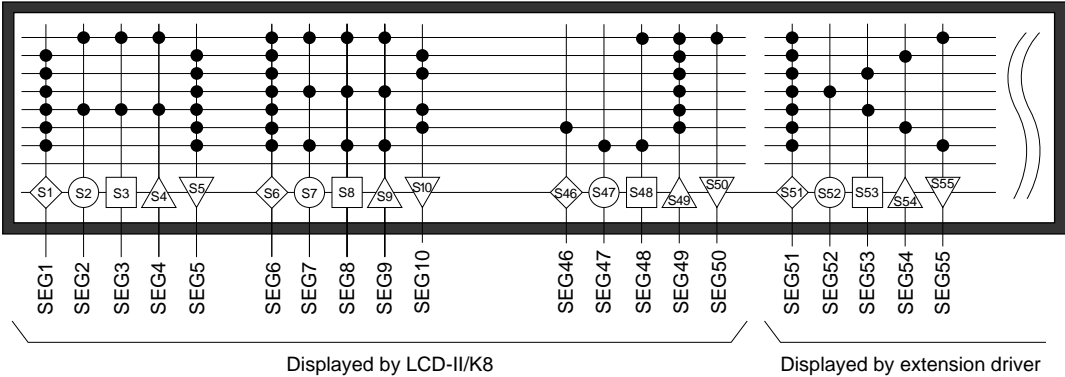 S1 S2 S3 S4 S5 S6 S7 S8 S9 S10 S46 S47 S48 S49 S50 S51 S52 S53 S54 S55
SEG1 SEG2 SEG3 SEG4 SEG5 SEG6 SEG7 SEG8 SEG9 SEG10 SEG46 SEG47 SEG48 SEG49 SEG50 SEG51 SEG52 SEG53 SEG54 SEG55
Displayed by LCD-II/K8 Displayed by extension driver